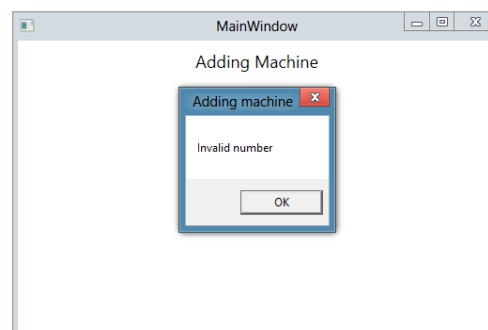 MainWindow
Adding Machine
Adding machine
Invalid number
OK